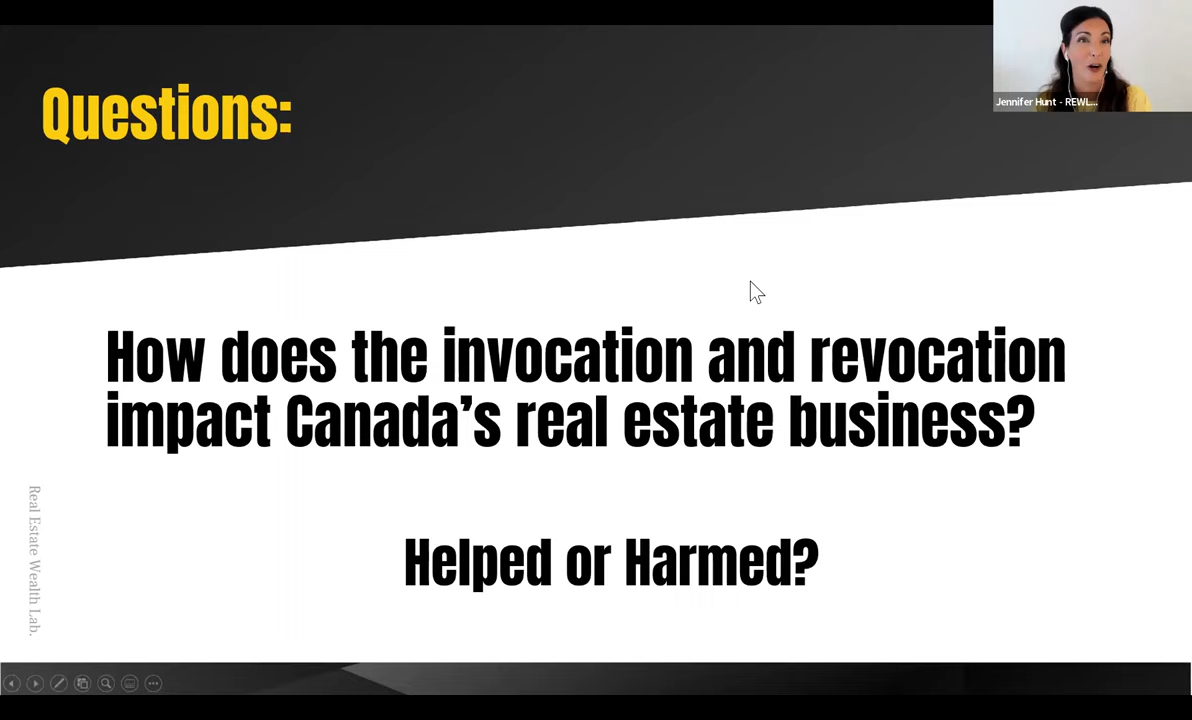 Questions:
Jennifer Hunt - REWL...
How does the invocation and revocation
impact Canada’s real estate business?
Helped or Harmed?
Real Estate Wealth Lab.